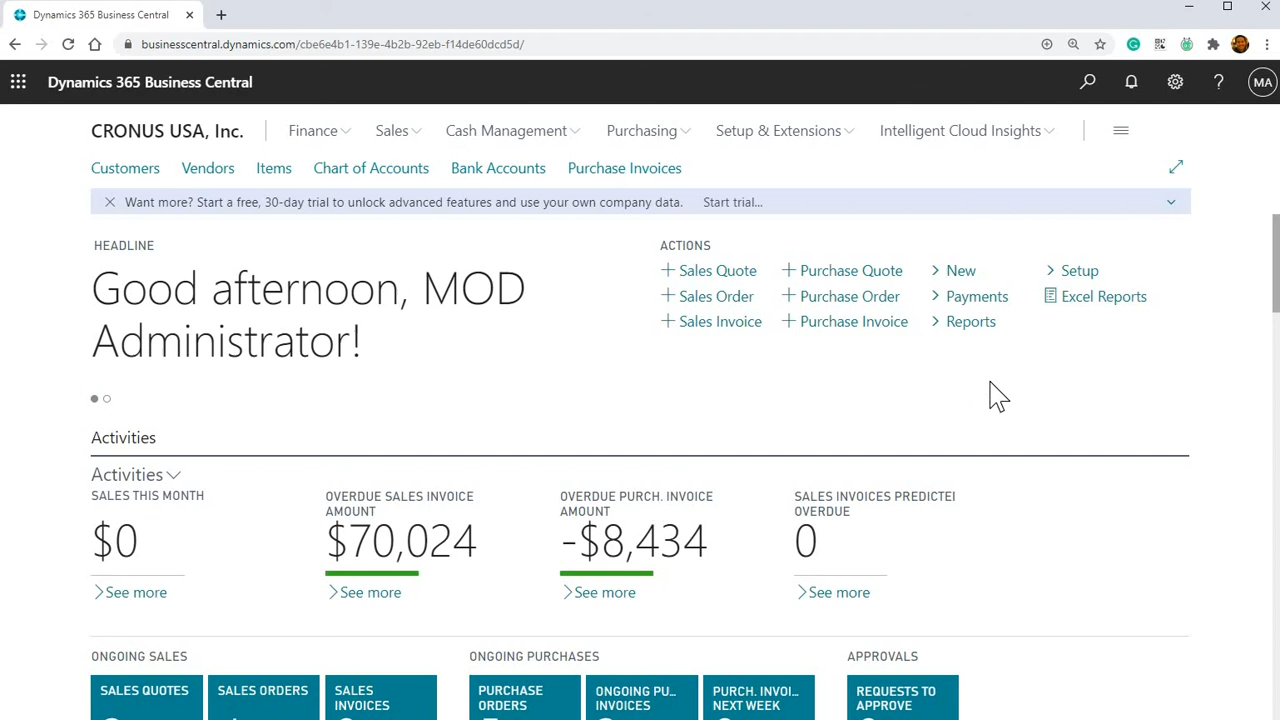 Dynamics 365 Business Central
businesscentral.dynamics.com/cbe6e4b1-139e-4b2b-92eb-f14de60dcd5d/
Dynamics 365 Business Central
MA
CRONUS USA, Inc. Finance Sales Cash Management Purchasing Setup & Extensions Intelligent Cloud Insights
Customers Vendors Items Chart of Accounts Bank Accounts Purchase Invoices
Want more? Start a free, 30-day trial to unlock advanced features and use your own company data. Start trial...
HEADLINE
Good afternoon, MOD
Administrator!
ACTIONS
Sales Quote Purchase Quote New Setup
Sales Order Purchase Order Payments Excel Reports
Sales Invoice Purchase Invoice Reports
Activities
Activities
SALES THIS MONTH
$0
See more
OVERDUE SALES INVOICE
AMOUNT
$70,024
See more
OVERDUE PURCH. INVOICE
AMOUNT
-$8,434
See more
SALES INVOICES PREDICTEI
OVERDUE
0
See more
ONGOING SALES
SALES QUOTES
SALES ORDERS
SALES
INVOICES
ONGOING PURCHASES
PURCHASE
ORDERS
ONGOING PU...
INVOICES
PURCH. INVOI...
NEXT WEEK
APPROVALS
REQUESTS TO
APPROVE